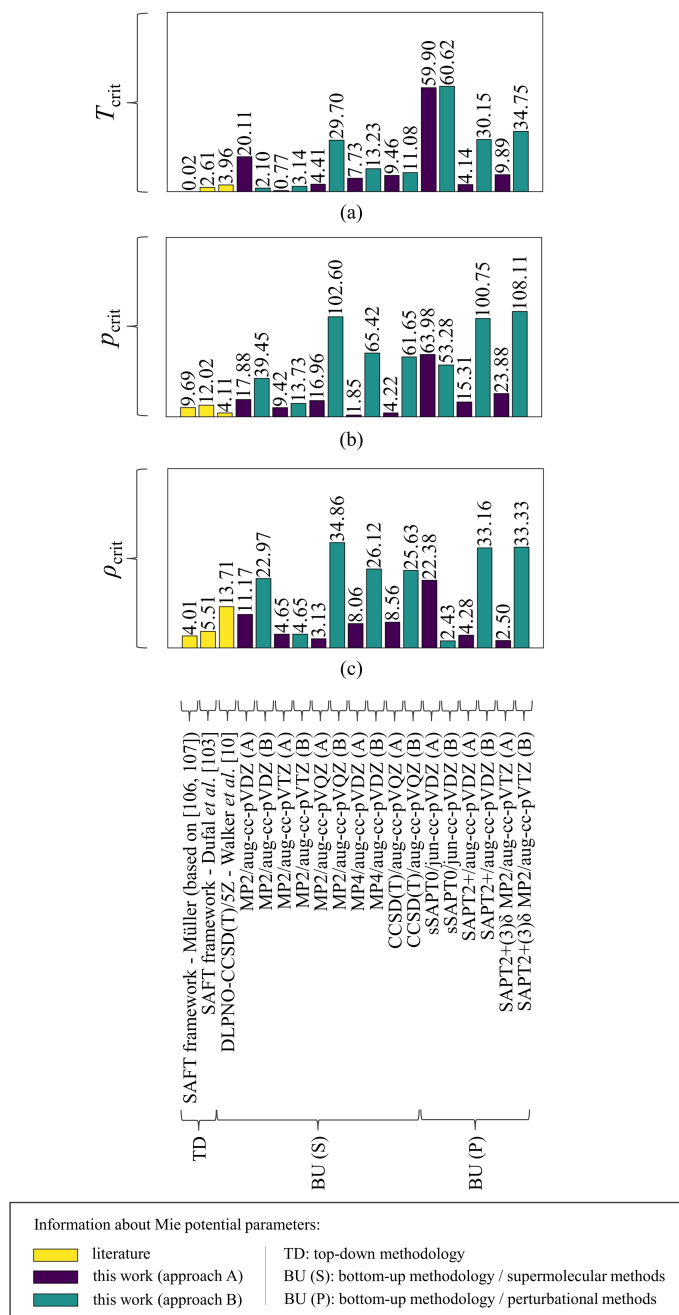 T_crit
0.02
2.61
3.96
20.11
2.10
0.77
3.14
4.41
29.70
7.73
13.23
9.46
11.08
59.90
60.62
4.14
30.15
9.89
34.75
(a)
p_crit
9.69
12.02
4.11
17.88
39.45
9.42
13.73
16.96
102.60
1.85
65.42
4.22
61.65
63.98
53.28
15.31
100.75
23.88
108.11
(b)
ρ_crit
4.01
5.51
13.71
11.17
22.97
4.65
4.65
3.13
34.86
8.06
26.12
8.56
25.63
22.38
2.43
4.28
33.16
2.50
33.33
(c)
SAFT framework - Müller (based on [106, 107])
SAFT framework - Dufal et al. [103]
DLPNO-CCSD(T)/5Z - Walker et al. [10]
MP2/aug-cc-pVDZ (A)
MP2/aug-cc-pVDZ (B)
MP2/aug-cc-pVTZ (A)
MP2/aug-cc-pVTZ (B)
MP2/aug-cc-pVQZ (A)
MP2/aug-cc-pVQZ (B)
MP4/aug-cc-pVDZ (A)
MP4/aug-cc-pVDZ (B)
CCSD(T)/aug-cc-pVQZ (A)
CCSD(T)/aug-cc-pVQZ (B)
sSAPT0/jun-cc-pVDZ (A)
sSAPT0/jun-cc-pVDZ (B)
SAPT2+/aug-cc-pVDZ (A)
SAPT2+/aug-cc-pVDZ (B)
SAPT2+(3)δ MP2/aug-cc-pVTZ (A)
SAPT2+(3)δ MP2/aug-cc-pVTZ (B)
TD
BU (S)
BU (P)
Information about Mie potential parameters:
literature
this work (approach A)
this work (approach B)
TD: top-down methodology
BU (S): bottom-up methodology / supermolecular methods
BU (P): bottom-up methodology / perturbational methods